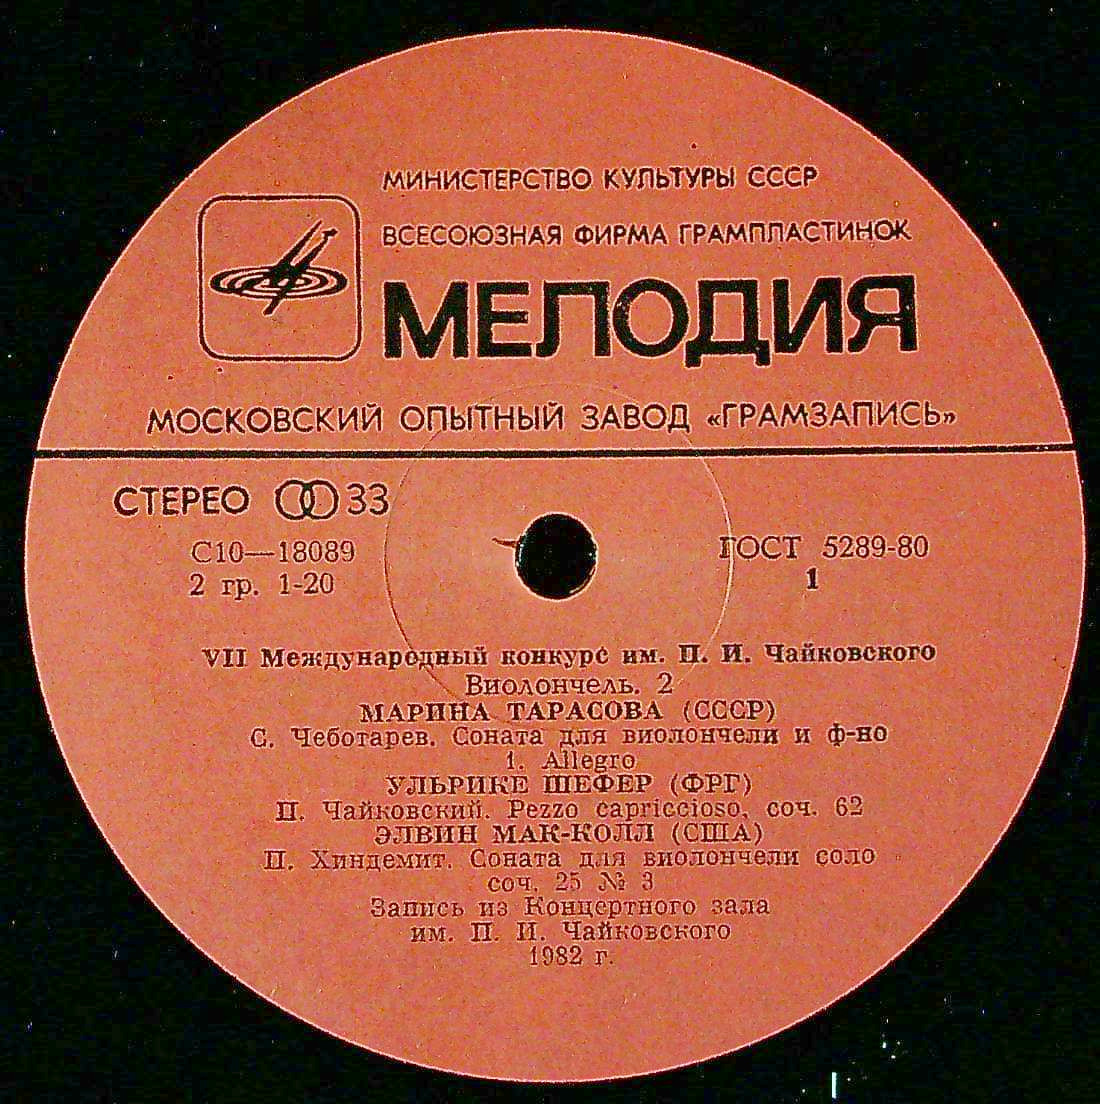 МИНИСТЕРСТВО КУЛЬТУРЫ СССР
ВСЕСОЮЗНАЯ ФИРМА ГРАМПЛАСТИНОК
МЕЛОДИЯ
МОСКОВСКИЙ ОПЫТНЫЙ ЗАВОД «ГРАМЗАПИСЬ»
СТЕРЕО 33
С10—18089
2 гр. 1-20
ГОСТ 5289-80
1
VII Международный конкурс им. П. И. Чайковского
Виолончель. 2
МАРИНА ТАРАСОВА (СССР)
С. Чеботарев. Соната для виолончели и ф-но
1. Allegro
УЛЬРИКЕ ШЕФЕР (ФРГ)
П. Чайковский. Pezzo capriccioso, соч. 62
ЭЛВИН МАК-КОЛЛ (США)
П. Хиндемит. Соната для виолончели соло
соч. 25 № 3
Запись из Концертного зала
им. П. И. Чайковского
1982 г.